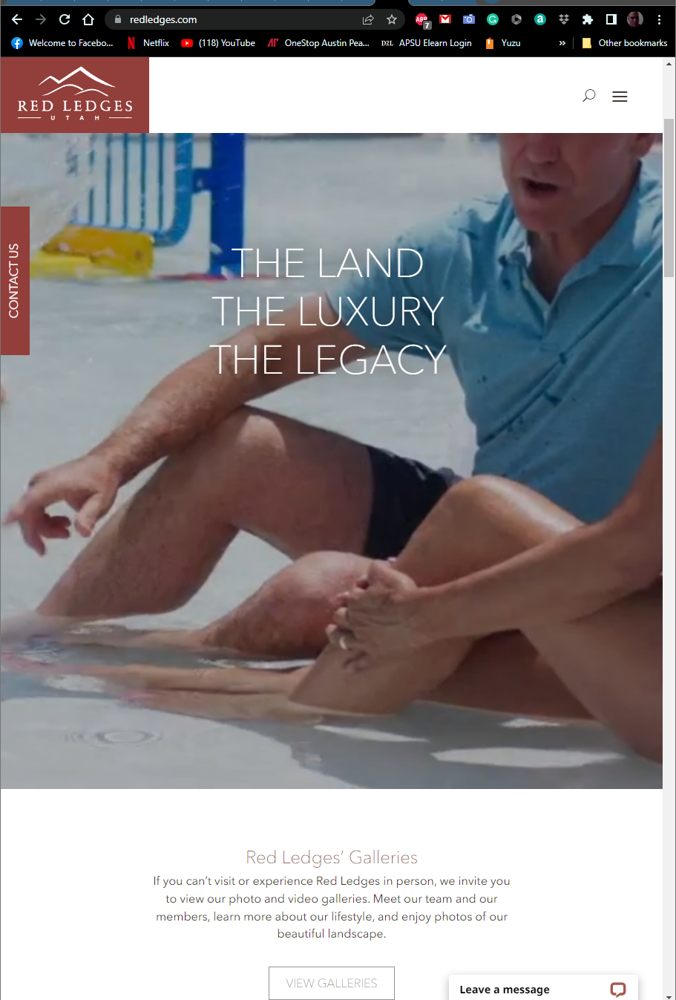 redledges.com
7
Welcome to Facebo...
Netflix
(118) YouTube
OneStop Austin Pea...
D2L
APSU Elearn Login
Yuzu
»
Other bookmarks
RED LEDGES
UTAH
CONTACT US
THE LAND
THE LUXURY
THE LEGACY
Red Ledges’ Galleries
If you can’t visit or experience Red Ledges in person, we invite you
to view our photo and video galleries. Meet our team and our
members, learn more about our lifestyle, and enjoy photos of our
beautiful landscape.
VIEW GALLERIES
Leave a message